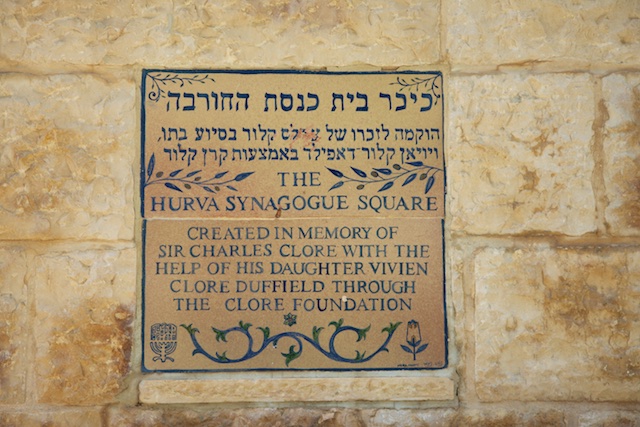 כיכר בית כנסת החורבה
הוקמה לזכרו של קלור בסיוע בתו,
ויויאן קלור-דאפילד באמצעות קרן קלור
THE
HURVA SYNAGOGUE SQUARE
CREATED IN MEMORY OF
SIR CHARLES CLORE WITH THE
HELP OF HIS DAUGHTER VIVIEN
CLORE DUFFIELD THROUGH
THE CLORE FOUNDATION